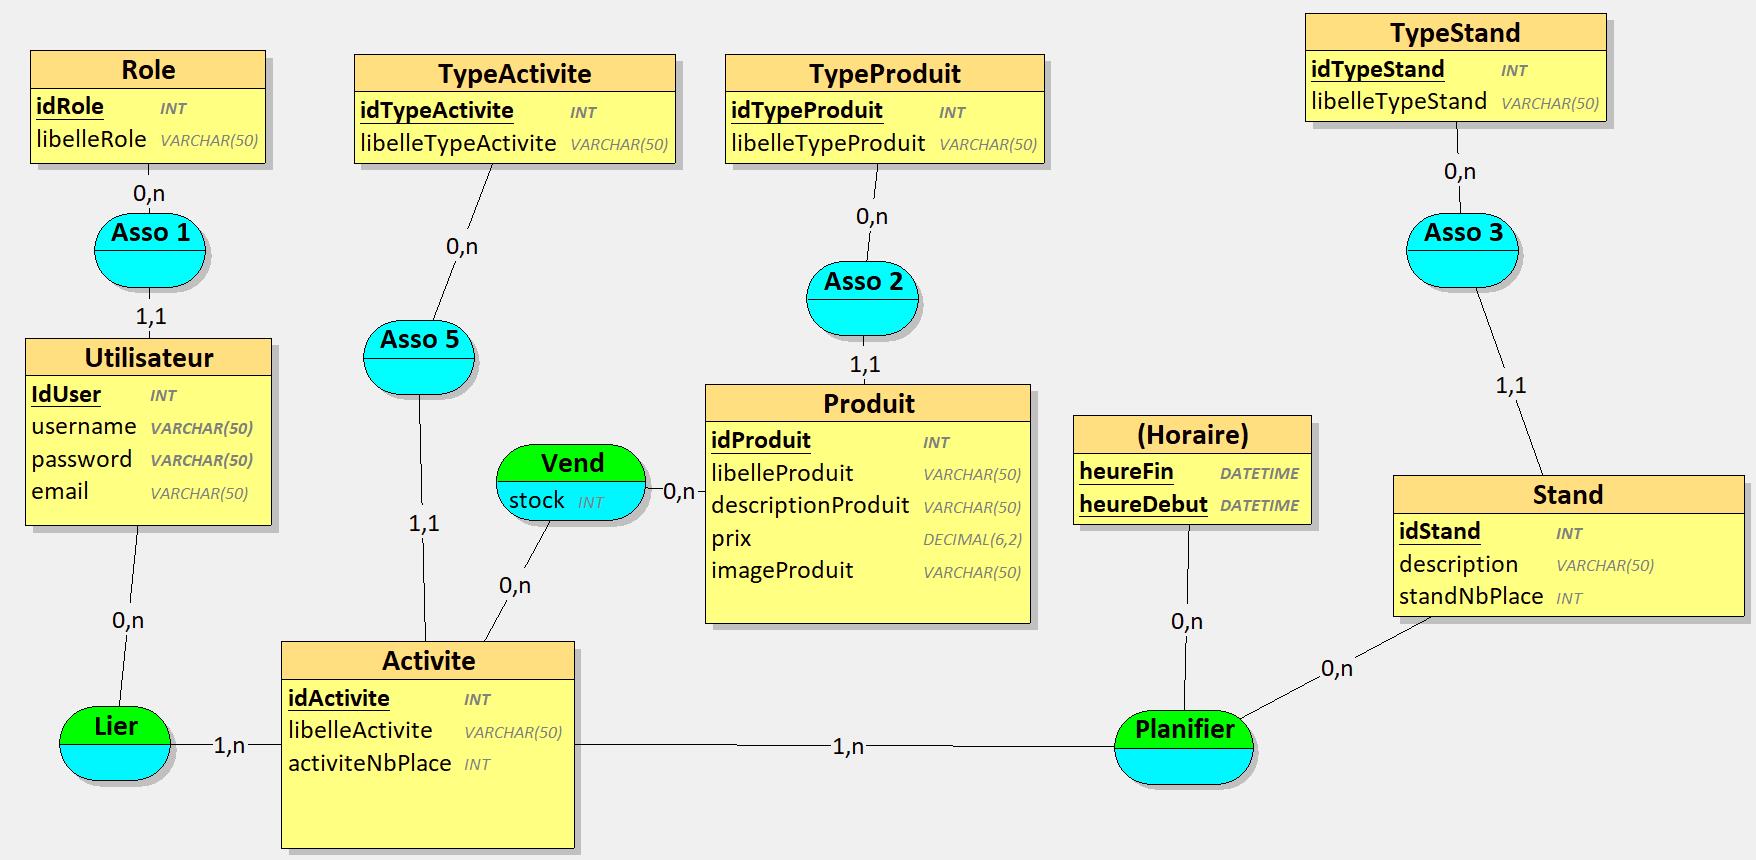 Role
idRole INT
libelleRole VARCHAR(50)
0,n
Asso 1
1,1
Utilisateur
IdUser INT
username VARCHAR(50)
password VARCHAR(50)
email VARCHAR(50)
0,n
Lier
1,n
TypeActivite
idTypeActivite INT
libelleTypeActivite VARCHAR(50)
0,n
Asso 5
1,1
Activite
idActivite INT
libelleActivite VARCHAR(50)
activiteNbPlace INT
Vend
stock INT
0,n
0,n
TypeProduit
idTypeProduit INT
libelleTypeProduit VARCHAR(50)
0,n
Asso 2
1,1
Produit
idProduit INT
libelleProduit VARCHAR(50)
descriptionProduit VARCHAR(50)
prix DECIMAL(6,2)
imageProduit VARCHAR(50)
1,n
(Horaire)
heureFin DATETIME
heureDebut DATETIME
0,n
Planifier
TypeStand
idTypeStand INT
libelleTypeStand VARCHAR(50)
0,n
Asso 3
1,1
Stand
idStand INT
description VARCHAR(50)
standNbPlace INT
0,n